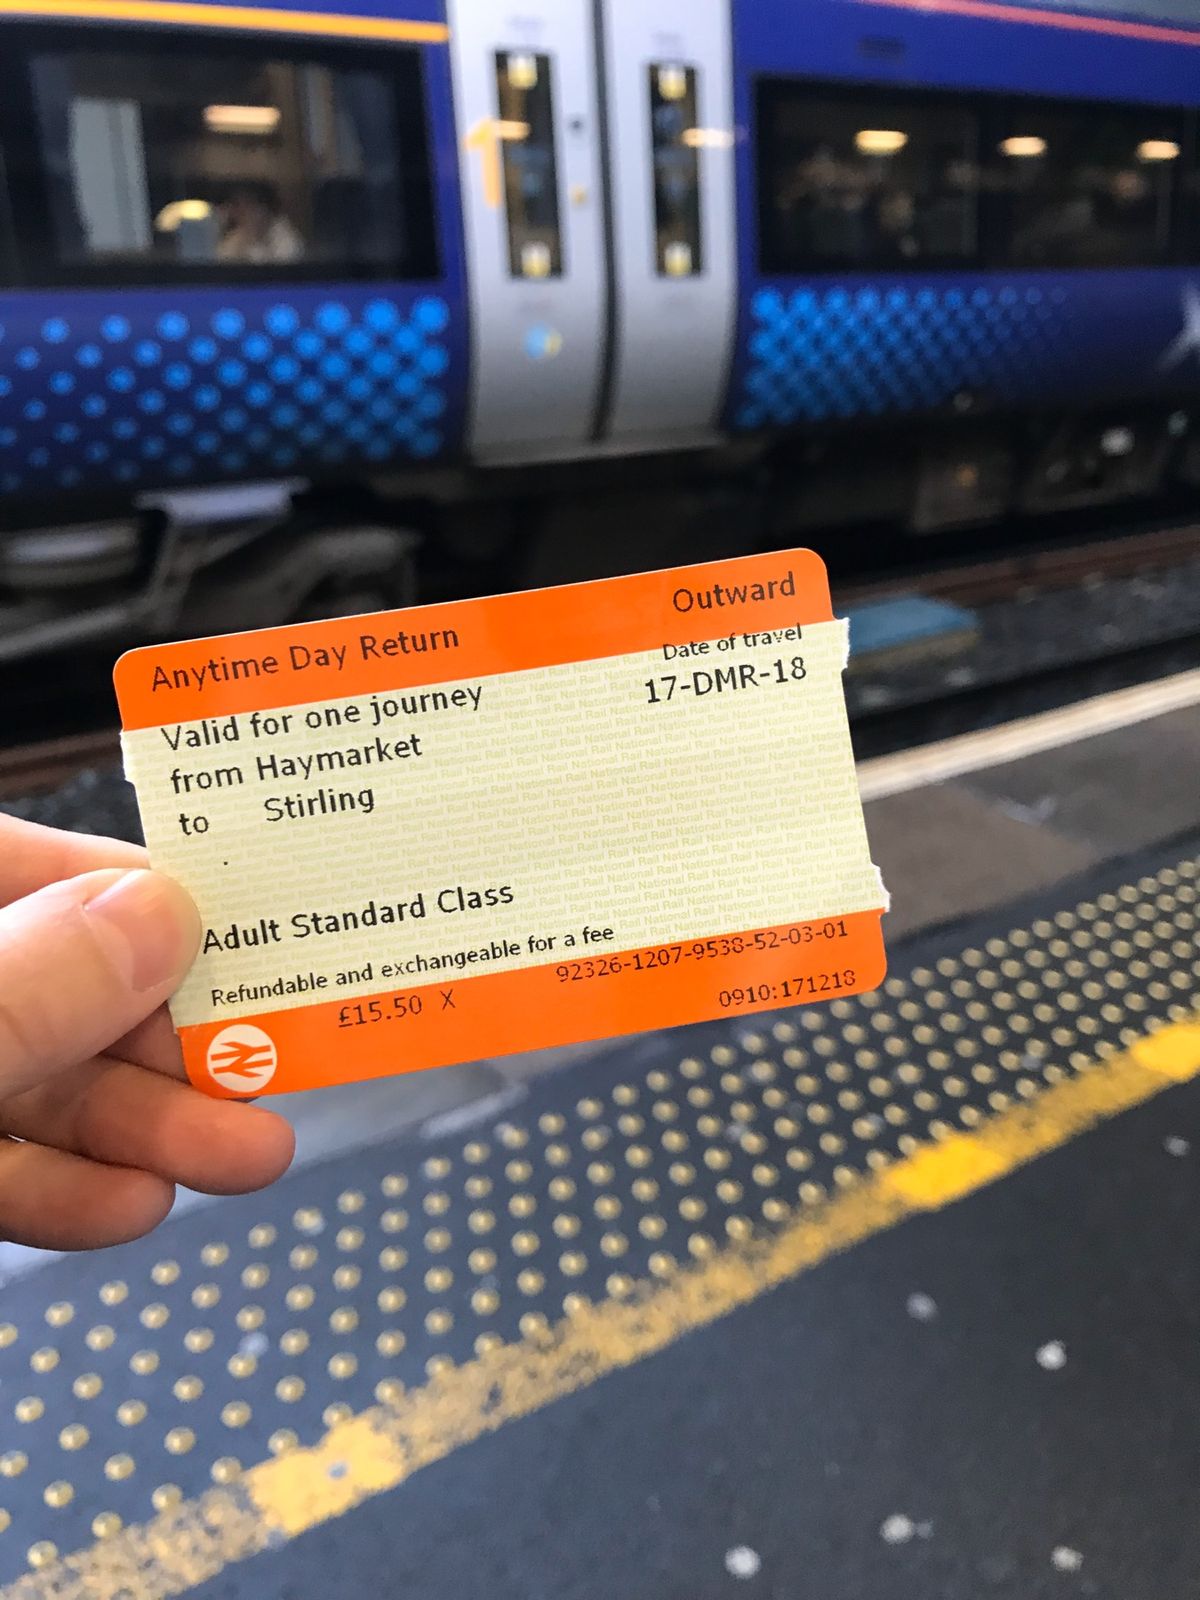 Anytime Day Return Outward
Date of travel
Valid for one journey 17-DMR-18
from Haymarket
to Stirling
.
Adult Standard Class
Refundable and exchangeable for a fee
£15.50 X 92326-1207-9538-52-03-01
0910:171218
1